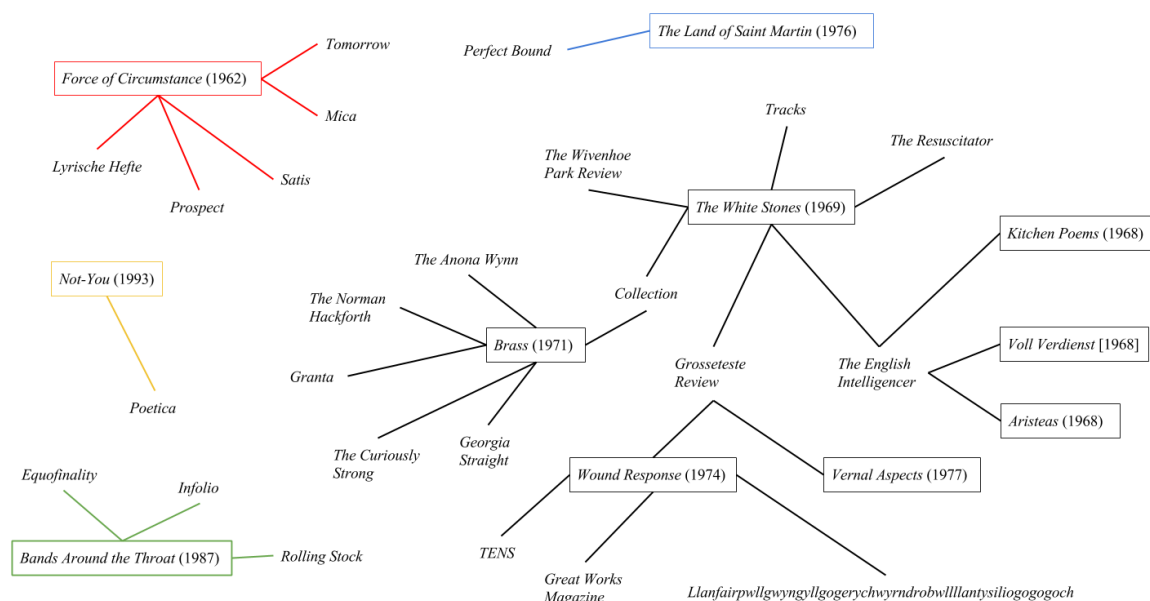 Tomorrow
Force of Circumstance (1962)
Mica
Lyrische Hefte
Satis
Prospect
Perfect Bound
The Land of Saint Martin (1976)
Tracks
The Resuscitator
The Wivenhoe
Park Review
The White Stones (1969)
Kitchen Poems (1968)
Not-You (1993)
The Anona Wynn
Collection
The Norman
Hackforth
Brass (1971)
Granta
Grosseteste
Review
The English
Intelligencer
Voll Verdienst [1968]
Aristeas (1968)
Poetica
The Curiously
Strong
Georgia
Straight
Wound Response (1974)
Vernal Aspects (1977)
Equofinality
Infolio
Bands Around the Throat (1987)
Rolling Stock
TENS
Great Works
Magazine
Llanfairpwllgwyngyllgogerychwyrndrobwllllantysiliogogogoch